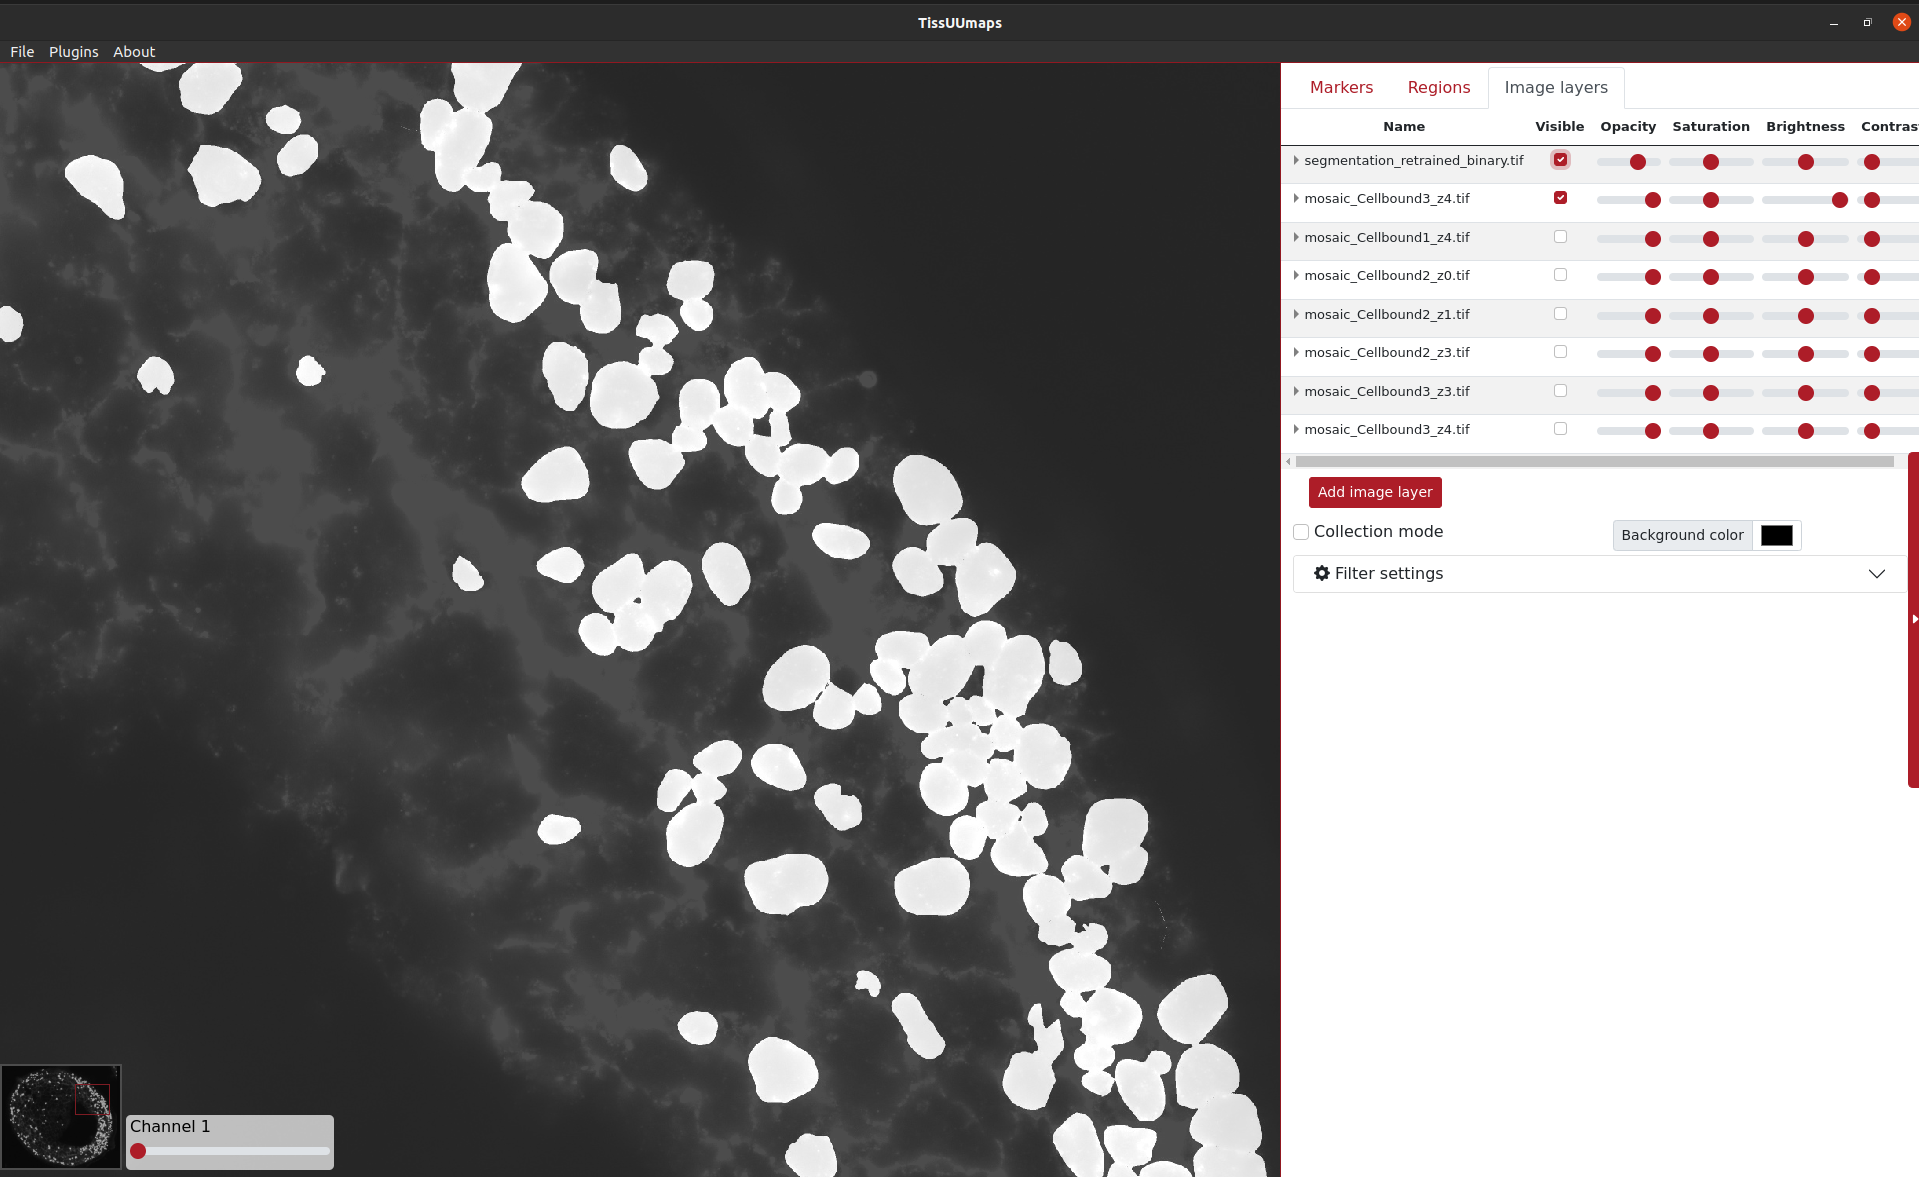 TissUUmaps
File Plugins About
Markers Regions Image layers
Name Visible Opacity Saturation Brightness Contras
segmentation_retrained_binary.tif
mosaic_Cellbound3_z4.tif
mosaic_Cellbound1_z4.tif
mosaic_Cellbound2_z0.tif
mosaic_Cellbound2_z1.tif
mosaic_Cellbound2_z3.tif
mosaic_Cellbound3_z3.tif
mosaic_Cellbound3_z4.tif
Add image layer
Collection mode Background color
Filter settings
Channel 1